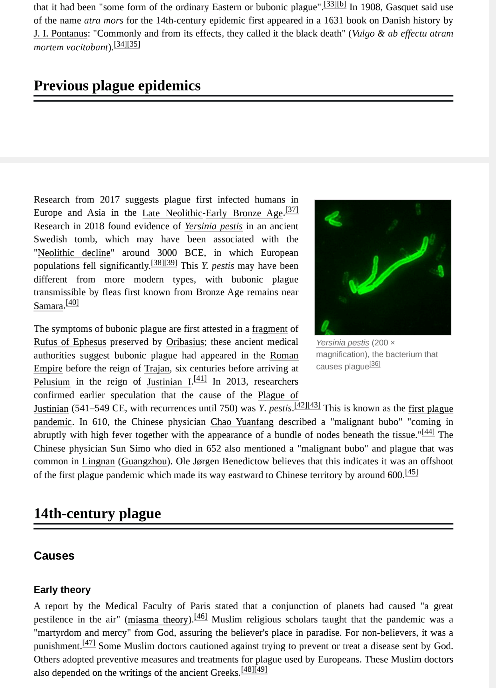 that it had been "some form of the ordinary Eastern or bubonic plague".[33][b] In 1908, Gasquet said use
of the name atra mors for the 14th-century epidemic first appeared in a 1631 book on Danish history by
J. I. Pontanus: "Commonly and from its effects, they called it the black death" (Vulgo & ab effectu atram
mortem vocitabant).[34][35]
Previous plague epidemics
Research from 2017 suggests plague first infected humans in
Europe and Asia in the Late Neolithic-Early Bronze Age.[37]
Research in 2018 found evidence of Yersinia pestis in an ancient
Swedish tomb, which may have been associated with the
"Neolithic decline" around 3000 BCE, in which European
populations fell significantly.[38][39] This Y. pestis may have been
different from more modern types, with bubonic plague
transmissible by fleas first known from Bronze Age remains near
Samara.[40]
Yersinia pestis (200 ×
magnification), the bacterium that
causes plague[36]
The symptoms of bubonic plague are first attested in a fragment of
Rufus of Ephesus preserved by Oribasius; these ancient medical
authorities suggest bubonic plague had appeared in the Roman
Empire before the reign of Trajan, six centuries before arriving at
Pelusium in the reign of Justinian I.[41] In 2013, researchers
confirmed earlier speculation that the cause of the Plague of
Justinian (541–549 CE, with recurrences until 750) was Y. pestis.[42][43] This is known as the first plague
pandemic. In 610, the Chinese physician Chao Yuanfang described a "malignant bubo" "coming in
abruptly with high fever together with the appearance of a bundle of nodes beneath the tissue."[44] The
Chinese physician Sun Simo who died in 652 also mentioned a "malignant bubo" and plague that was
common in Lingnan (Guangzhou). Ole Jørgen Benedictow believes that this indicates it was an offshoot
of the first plague pandemic which made its way eastward to Chinese territory by around 600.[45]
14th-century plague
Causes
Early theory
A report by the Medical Faculty of Paris stated that a conjunction of planets had caused "a great
pestilence in the air" (miasma theory).[46] Muslim religious scholars taught that the pandemic was a
"martyrdom and mercy" from God, assuring the believer's place in paradise. For non-believers, it was a
punishment.[47] Some Muslim doctors cautioned against trying to prevent or treat a disease sent by God.
Others adopted preventive measures and treatments for plague used by Europeans. These Muslim doctors
also depended on the writings of the ancient Greeks.[48][49]